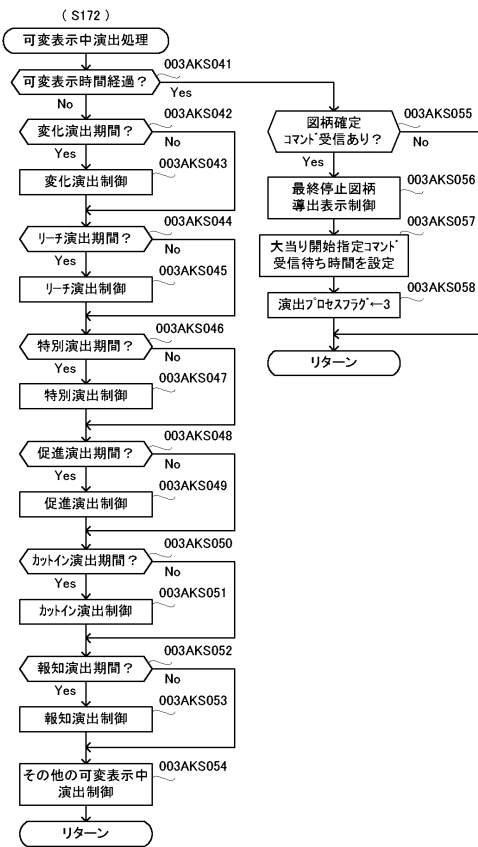 （S172）
可変表示中演出処理
003AKS041
可変表示時間経過？
Yes
No
003AKS042
変化演出期間？
No
Yes
003AKS043
変化演出制御
003AKS044
ﾘｰﾁ演出期間？
No
Yes
003AKS045
ﾘｰﾁ演出制御
003AKS046
特別演出期間？
No
Yes
003AKS047
特別演出制御
003AKS048
促進演出期間？
No
Yes
003AKS049
促進演出制御
003AKS050
ｶｯﾄｲﾝ演出期間？
No
Yes
003AKS051
ｶｯﾄｲﾝ演出制御
003AKS052
報知演出期間？
No
Yes
003AKS053
報知演出制御
003AKS054
その他の可変表示中
演出制御
リターン
003AKS055
図柄確定
ｺﾏﾝﾄﾞ受信あり？
No
Yes
003AKS056
最終停止図柄
導出表示制御
003AKS057
大当り開始指定ｺﾏﾝﾄﾞ
受信待ち時間を設定
003AKS058
演出ﾌﾟﾛｾｽﾌﾗｸﾞ←3
リターン